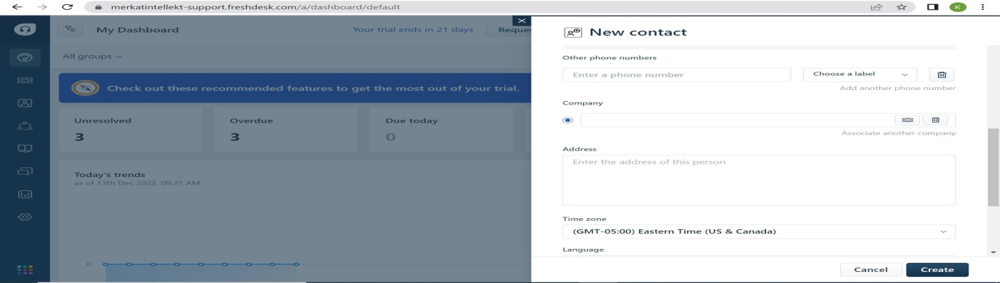 merkatintellekt-support.freshdesk.com/a/dashboard/default
K
My Dashboard
Your trial ends in 21 days
Reques
All groups
Check out these recommended features to get the most out of your trial.
Unresolved
3
Overdue
3
Due today
0
Today's trends
as of 13th Dec 2022, 09:21 AM
0
New contact
Other phone numbers
Enter a phone number
Choose a label
Add another phone number
Company
Associate another company
Address
Enter the address of this person
Time zone
(GMT-05:00) Eastern Time (US & Canada)
Language
Cancel
Create